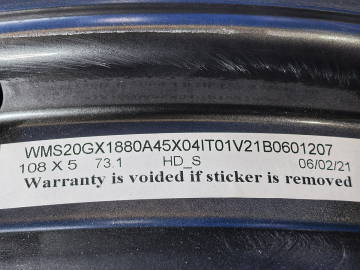 WMS20GX1880A45X04IT01V21B0601207
108 X 5 73.1 HD_S 06/02/21
Warranty is voided if sticker is removed